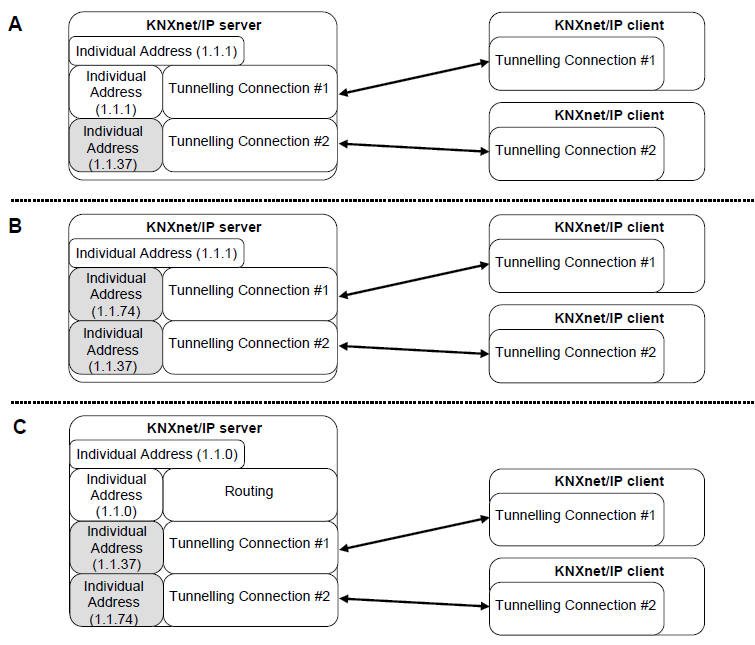 A
KNXnet/IP server
Individual Address (1.1.1)
Individual
Address
(1.1.1)
Tunnelling Connection #1
Individual
Address
(1.1.37)
Tunnelling Connection #2
KNXnet/IP client
Tunnelling Connection #1
KNXnet/IP client
Tunnelling Connection #2
B
KNXnet/IP server
Individual Address (1.1.1)
Individual
Address
(1.1.74)
Tunnelling Connection #1
Individual
Address
(1.1.37)
Tunnelling Connection #2
KNXnet/IP client
Tunnelling Connection #1
KNXnet/IP client
Tunnelling Connection #2
C
KNXnet/IP server
Individual Address (1.1.0)
Individual
Address
(1.1.0)
Routing
Individual
Address
(1.1.37)
Tunnelling Connection #1
Individual
Address
(1.1.74)
Tunnelling Connection #2
KNXnet/IP client
Tunnelling Connection #1
KNXnet/IP client
Tunnelling Connection #2